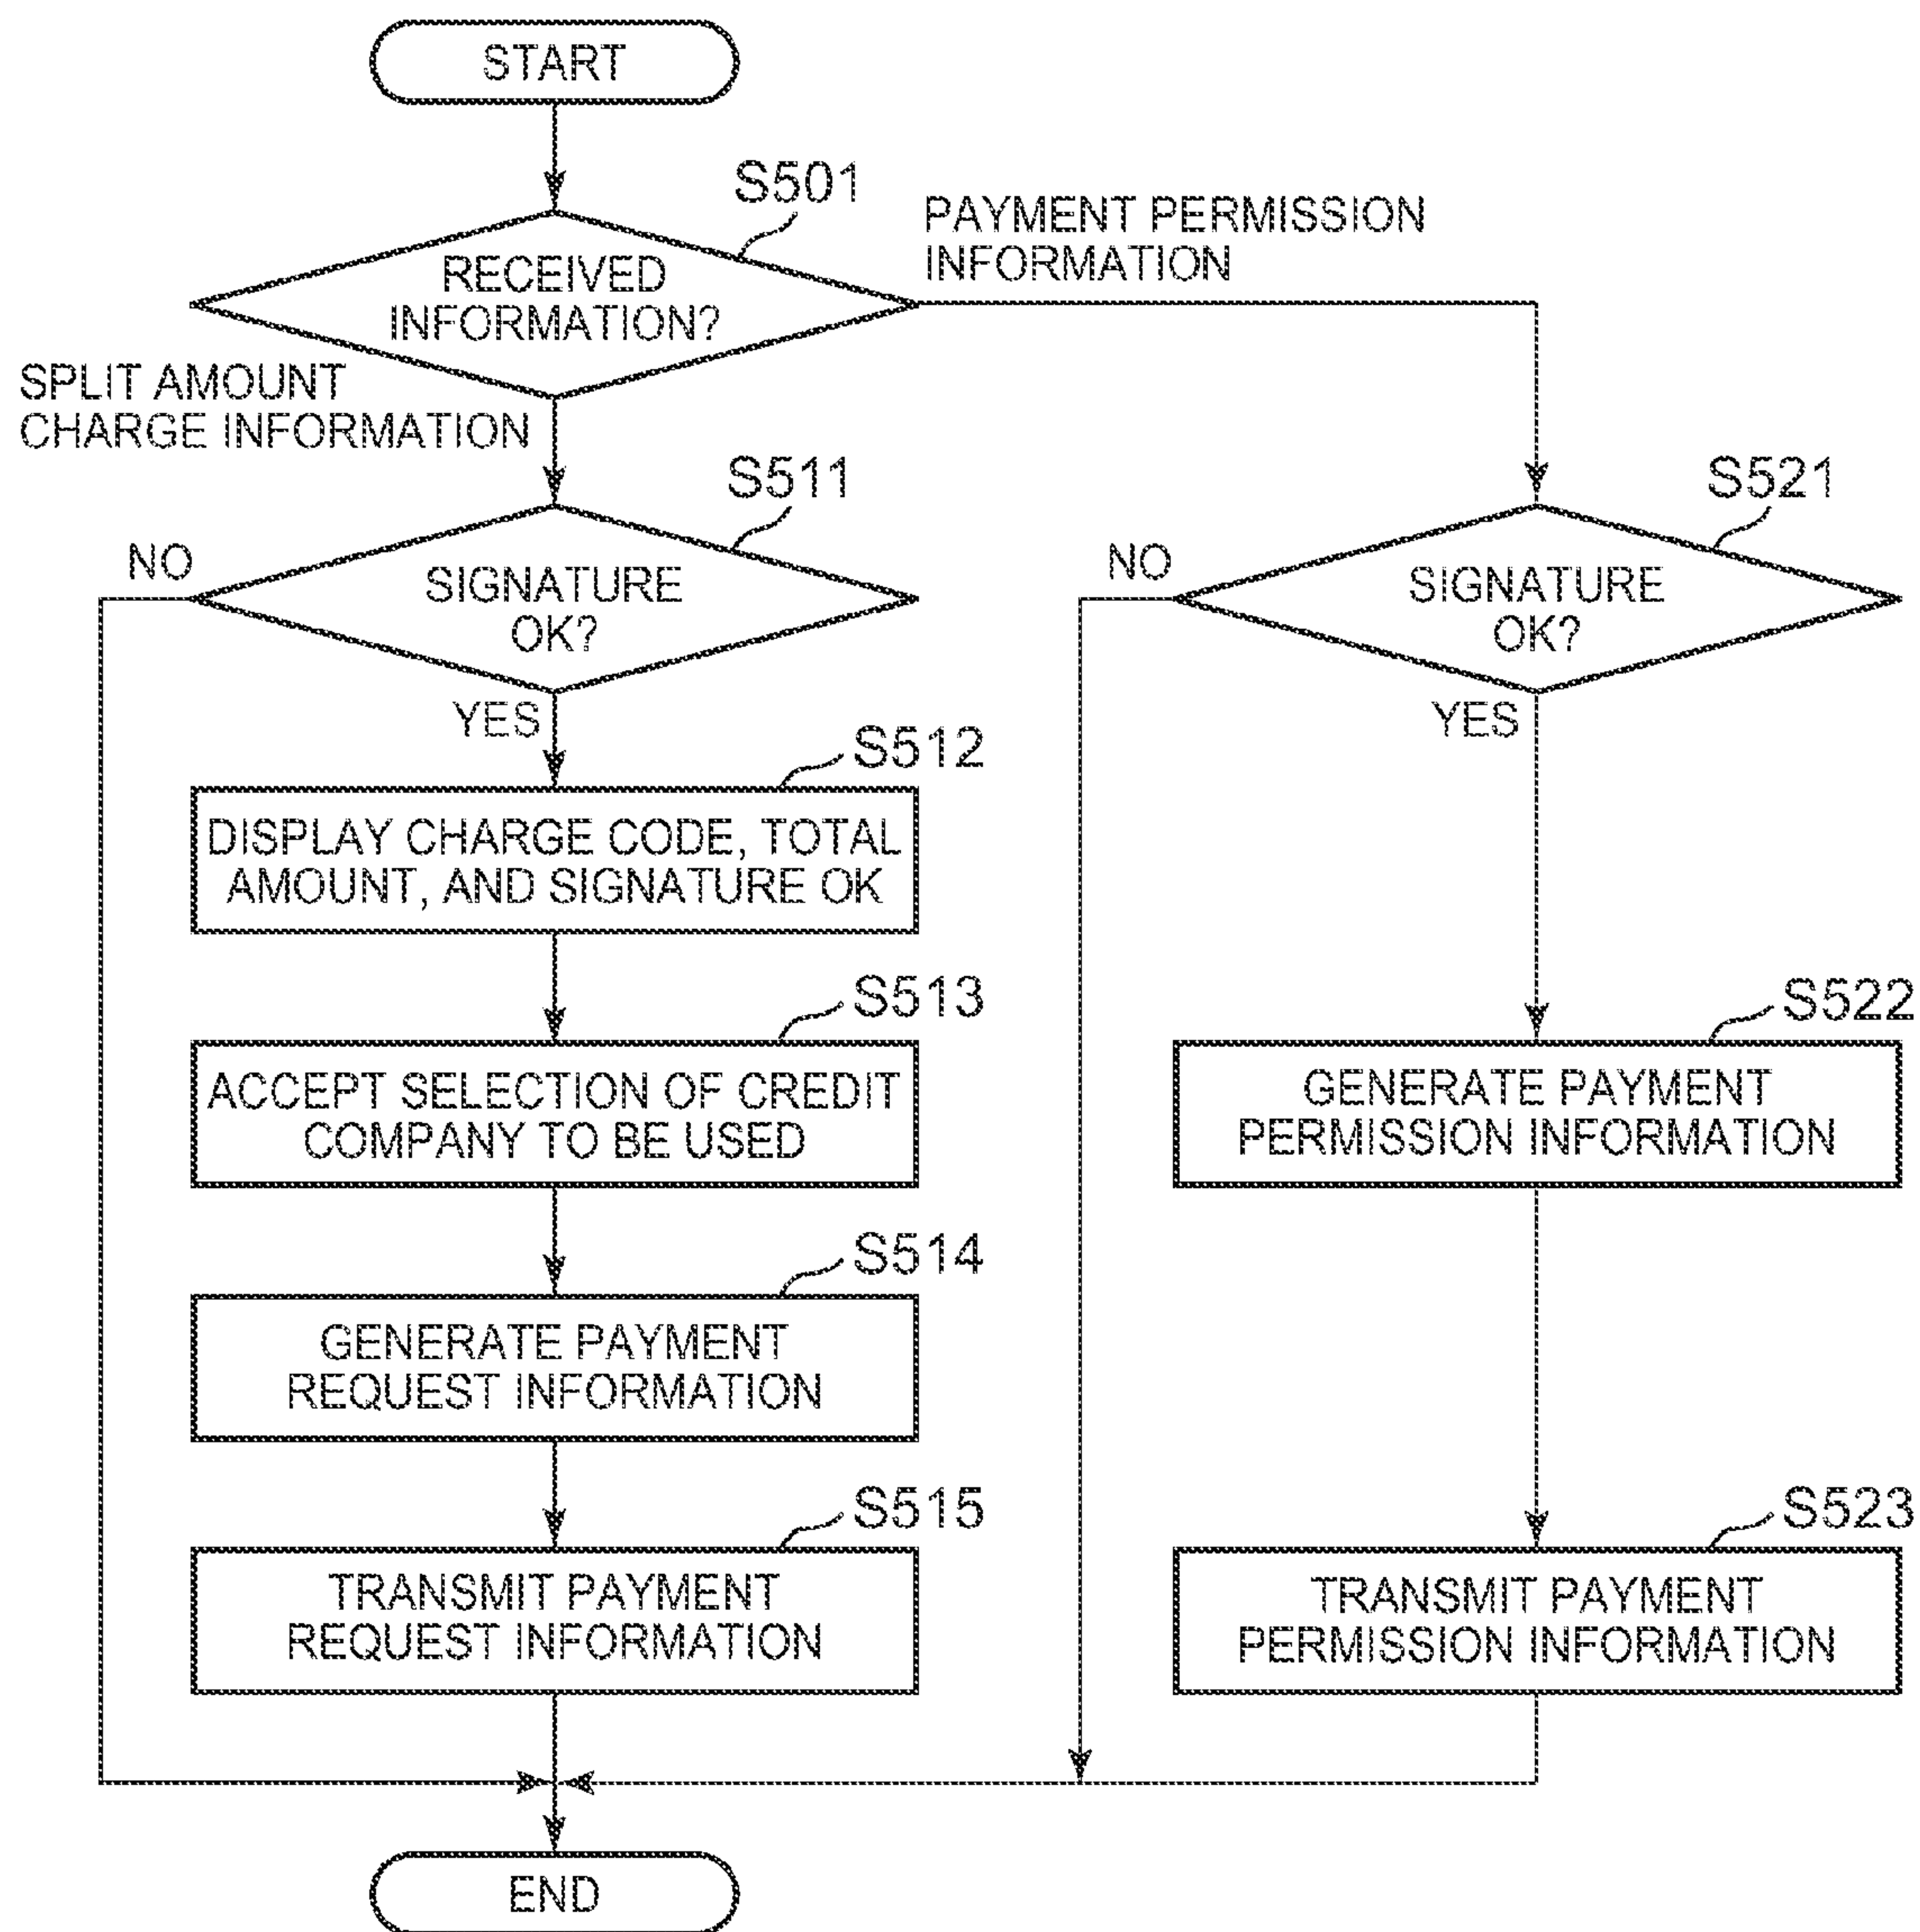 START
S501
RECEIVED
INFORMATION?
PAYMENT PERMISSION
INFORMATION
SPLIT AMOUNT
CHARGE INFORMATION
S511
NO
SIGNATURE
OK?
YES
S521
NO
SIGNATURE
OK?
YES
S512
DISPLAY CHARGE CODE, TOTAL
AMOUNT, AND SIGNATURE OK
S513
ACCEPT SELECTION OF CREDIT
COMPANY TO BE USED
S522
GENERATE PAYMENT
PERMISSION INFORMATION
S514
GENERATE PAYMENT
REQUEST INFORMATION
S515
TRANSMIT PAYMENT
REQUEST INFORMATION
S523
TRANSMIT PAYMENT
PERMISSION INFORMATION
END